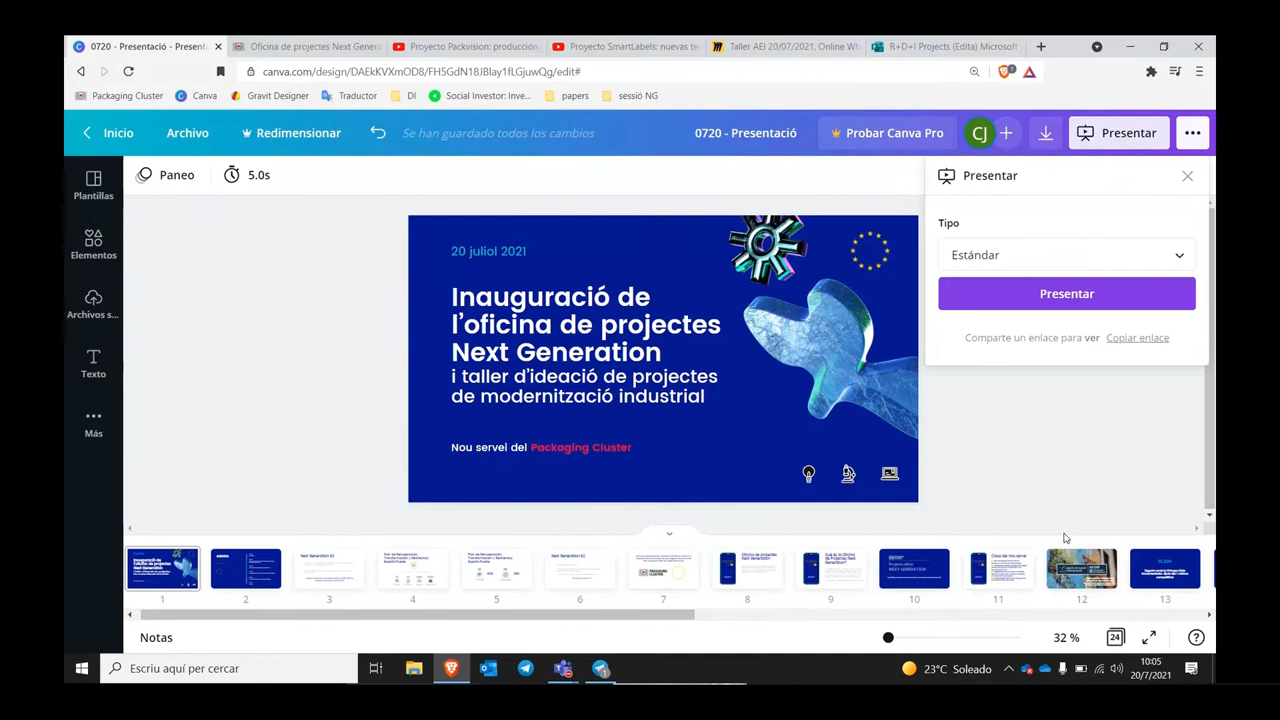 0720 - Presentació - Present
Oficina de projectes Next Genera
Proyecto Packvision: producción
Proyecto SmartLabels: nuevas te
Taller AEI 20/07/2021, Online Wh
R+D+I Projects (Edita) Microsoft
canva.com/design/DAEkKVXmOD8/FH5GdN18JBlay1fLGjuwQg/edit#
Packaging Cluster
Canva
Gravit Designer
Traductor
DI
Social Investor: Inve...
papers
sessió NG
Inicio
Archivo
Redimensionar
Se han guardado todos los cambios
0720 - Presentació
Probar Canva Pro
CJ
Presentar
Plantillas
Elementos
Archivos s...
Texto
Más
Paneo
5.0s
Presentar
Tipo
Estándar
Presentar
Comparte un enlace para ver Copiar enlace
20 juliol 2021
Inauguració de
l'oficina de projectes
Next Generation
i taller d'ideació de projectes
de modernització industrial
Nou servei del Packaging Cluster
1
2
3
4
5
6
7
8
9
10
11
12
13
Notas
32 %
24
Escriu aquí per cercar
23°C Soleado
10:05
20/7/2021